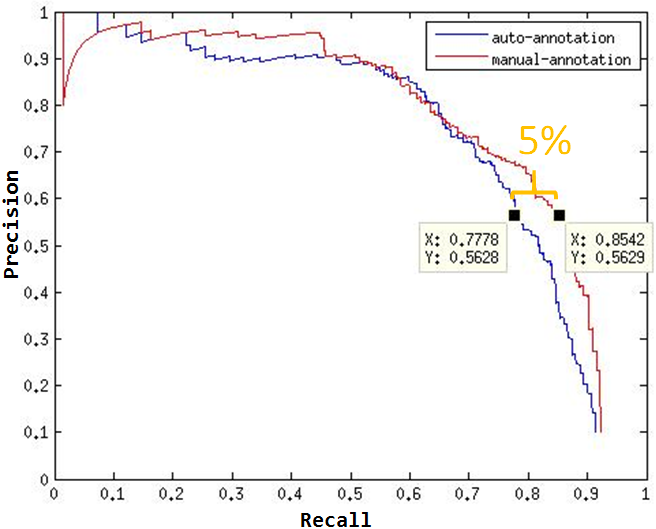 1
0.9
0.8
0.7
0.6
0.5
0.4
0.3
0.2
0.1
0
Precision
auto-annotation
manual-annotation
5%
X: 0.7778
Y: 0.5628
X: 0.8542
Y: 0.5629
0 0.1 0.2 0.3 0.4 0.5 0.6 0.7 0.8 0.9 1
Recall